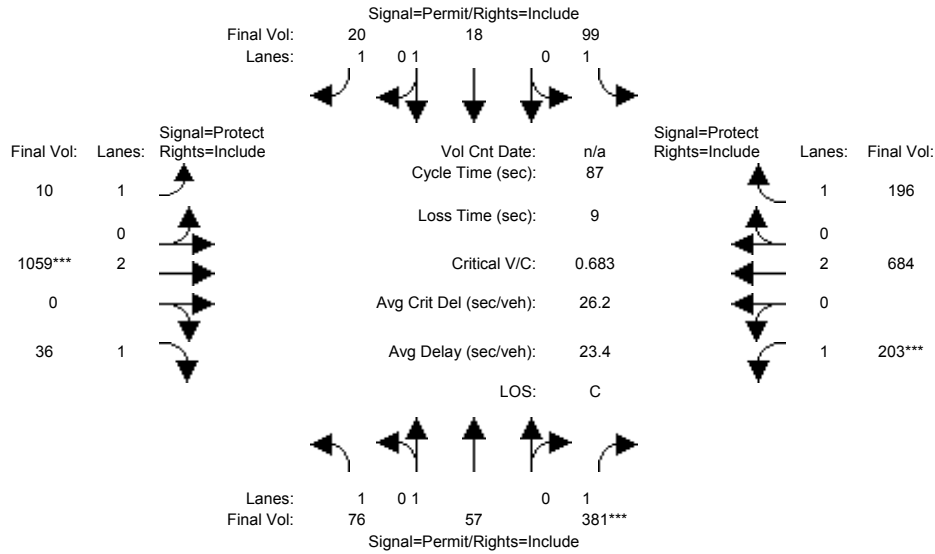 Signal=Permit/Rights=Include
Final Vol: 20 18 99
Lanes: 1 0 1 0 1
Signal=Protect
Final Vol: Lanes: Rights=Include
Vol Cnt Date: n/a
Signal=Protect
Rights=Include Lanes: Final Vol:
Cycle Time (sec): 87
10 1
1 196
Loss Time (sec): 9
0
0
1059*** 2
Critical V/C: 0.683
2 684
0
Avg Crit Del (sec/veh): 26.2
0
36 1
Avg Delay (sec/veh): 23.4
1 203***
LOS: C
Lanes: 1 0 1 0 1
Final Vol: 76 57 381***
Signal=Permit/Rights=Include